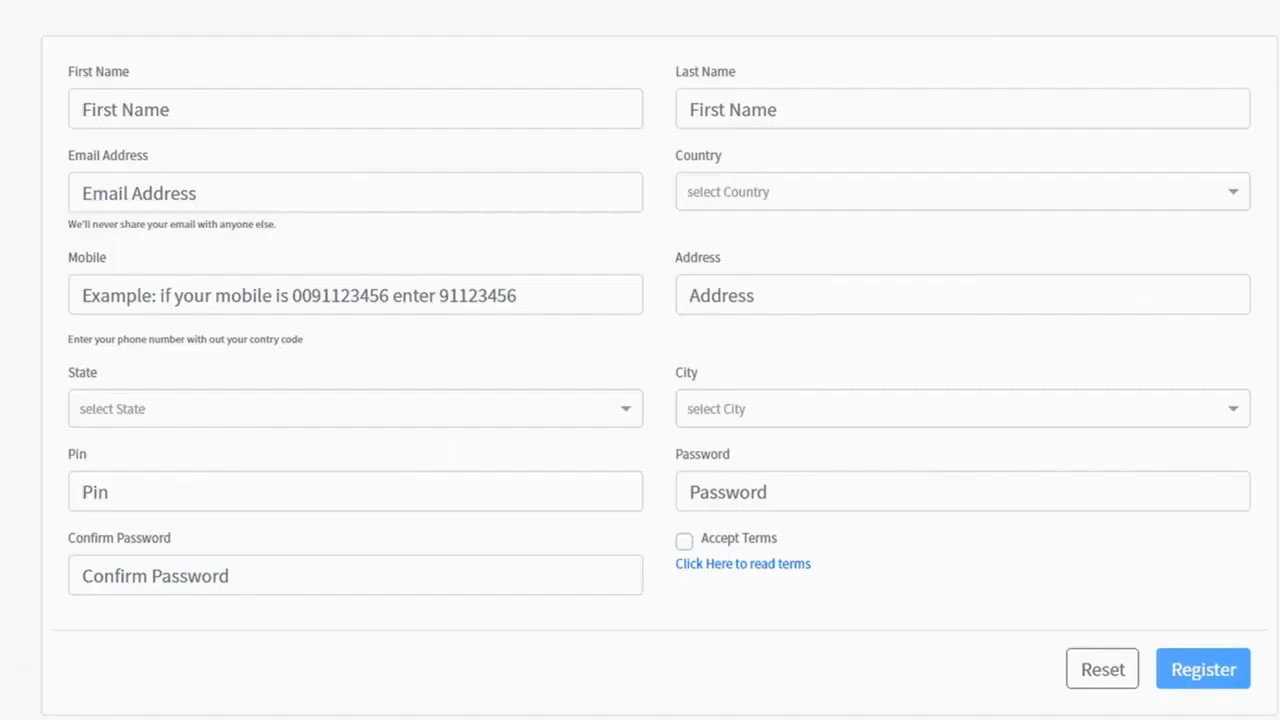 First Name
Last Name
First Name
First Name
Email Address
Country
Email Address
select Country
We'll never share your email with anyone else.
Mobile
Address
Example: if your mobile is 0091123456 enter 91123456
Address
Enter your phone number with out your contry code
State
City
select State
select City
Pin
Password
Pin
Password
Confirm Password
Accept Terms
Click Here to read terms
Confirm Password
Reset
Register